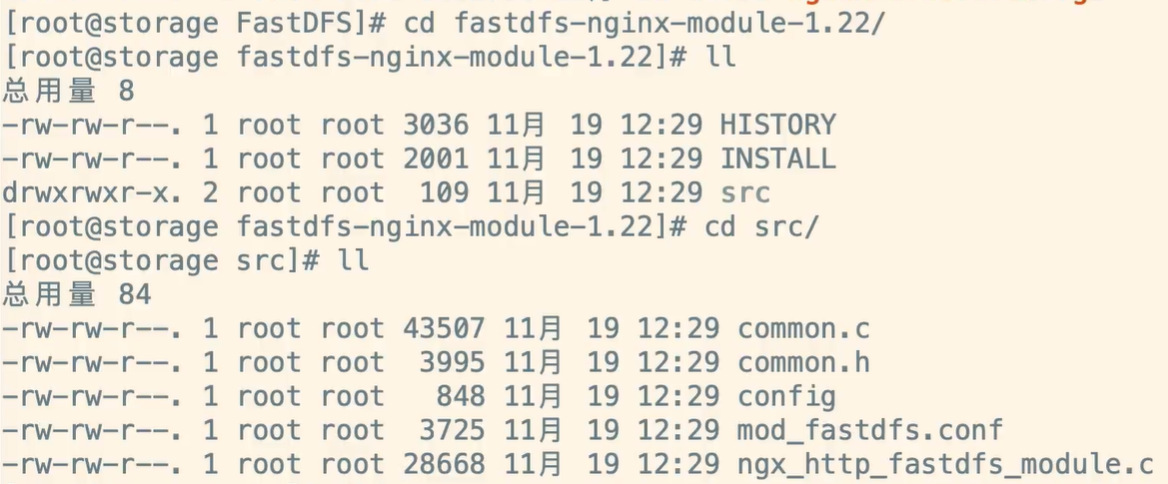 [root@storage FastDFS]# cd fastdfs-nginx-module-1.22/
[root@storage fastdfs-nginx-module-1.22]# ll
总用量 8
-rw-rw-r--. 1 root root 3036 11月 19 12:29 HISTORY
-rw-rw-r--. 1 root root 2001 11月 19 12:29 INSTALL
drwxrwxr-x. 2 root root  109 11月 19 12:29 src
[root@storage fastdfs-nginx-module-1.22]# cd src/
[root@storage src]# ll
总用量 84
-rw-rw-r--. 1 root root 43507 11月 19 12:29 common.c
-rw-rw-r--. 1 root root  3995 11月 19 12:29 common.h
-rw-rw-r--. 1 root root   848 11月 19 12:29 config
-rw-rw-r--. 1 root root  3725 11月 19 12:29 mod_fastdfs.conf
-rw-rw-r--. 1 root root 28668 11月 19 12:29 ngx_http_fastdfs_module.c